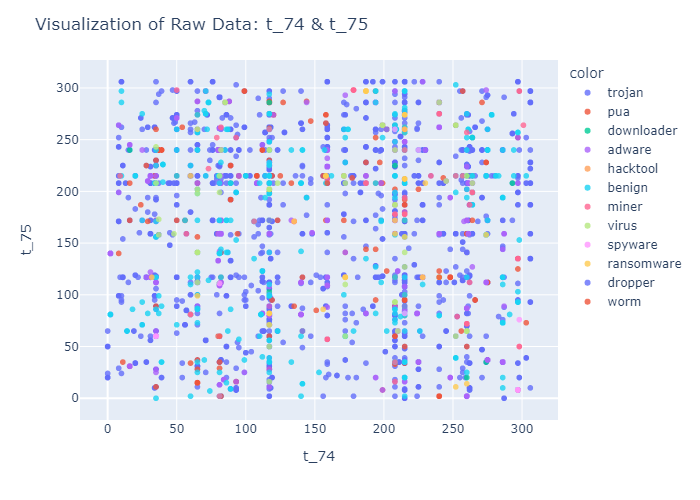 Visualization of Raw Data: t_74 & t_75
color
trojan
pua
downloader
adware
hacktool
benign
miner
virus
spyware
ransomware
dropper
worm
300
250
200
150
100
50
0
t_75
0 50 100 150 200 250 300
t_74